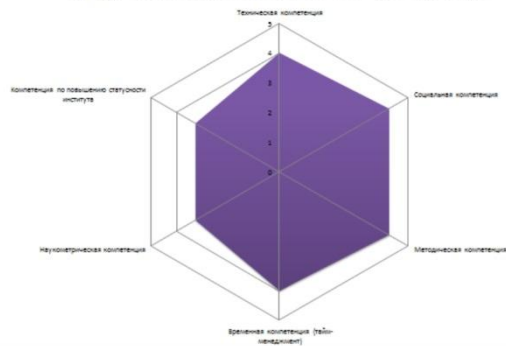 Техническая компетенция
5
4
Компетенция по повышению статусности
института
Социальная компетенция
3
2
1
0
Наукометрическая компетенция
Методическая компетенция
Временная компетенция (тайм-
менеджмент)